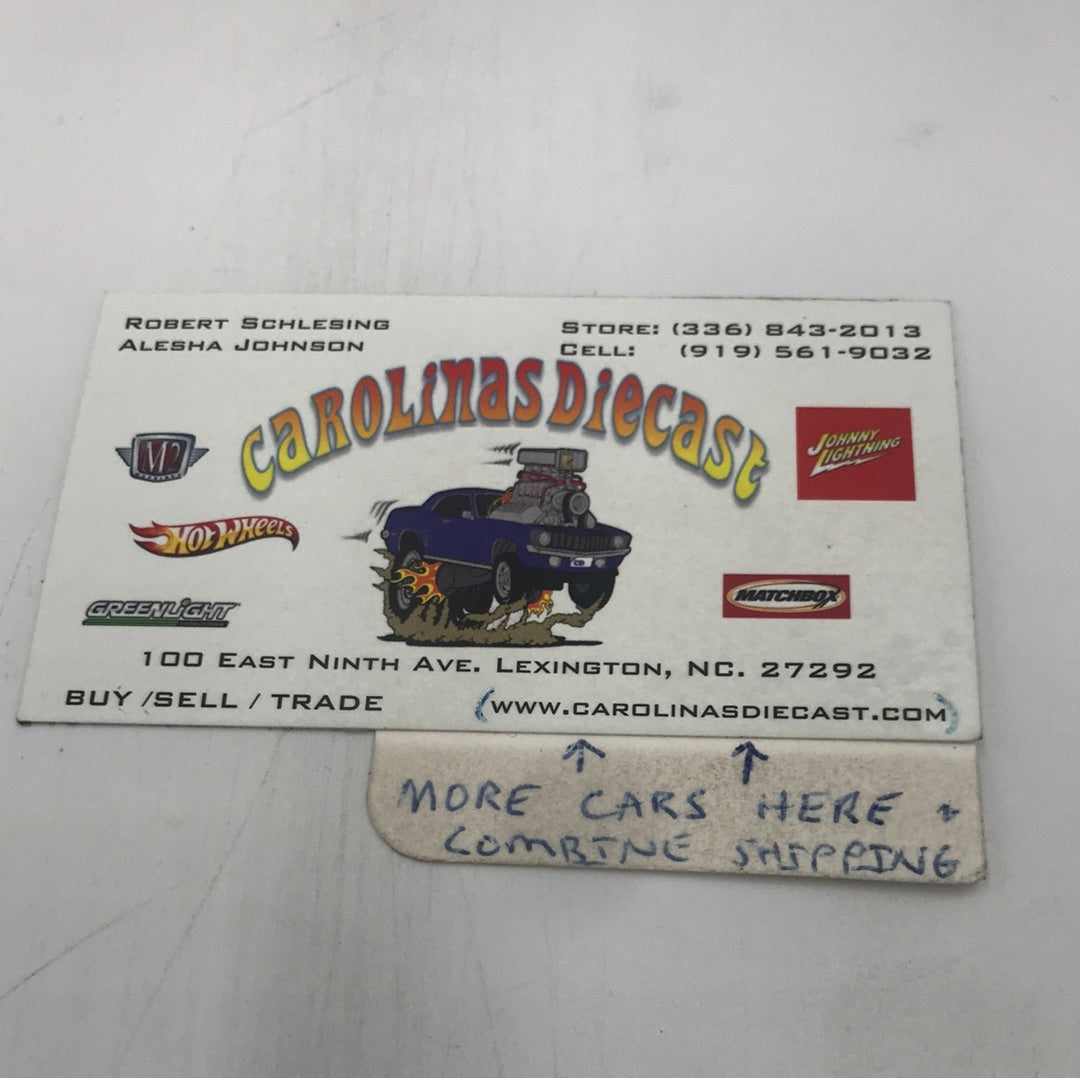 ROBERT SCHLESING
ALESHA JOHNSON
STORE: (336) 843-2013
CELL: (919) 561-9032
CAROLINAS DIECAST
M2
JOHNNY
LIGHTNING
HOT WHEELS
GREENLIGHT
MATCHBOX
100 EAST NINTH AVE. LEXINGTON, NC. 27292
BUY /SELL / TRADE
(WWW.CAROLINASDIECAST.COM)
MORE CARS HERE +
COMBINE SHIPPING